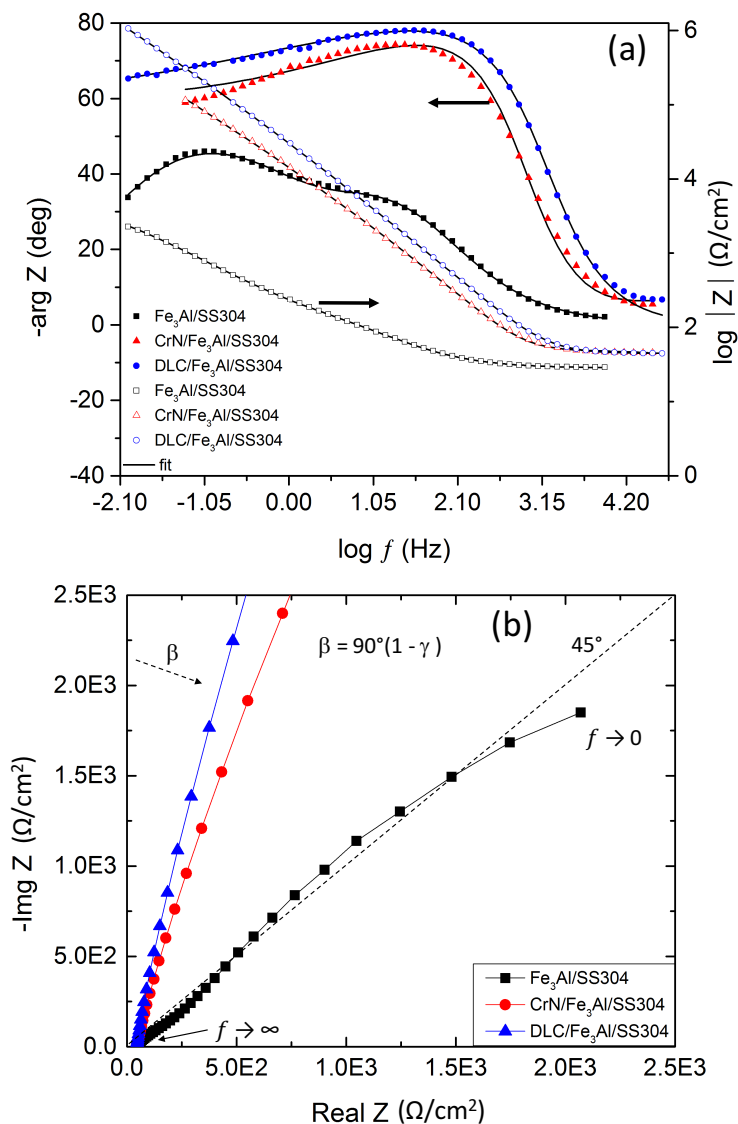 (a)
-arg Z (deg)
80
60
40
20
0
-20
-40
log |Z| (Ω/cm²)
6
4
2
0
Fe₃Al/SS304
CrN/Fe₃Al/SS304
DLC/Fe₃Al/SS304
Fe₃Al/SS304
CrN/Fe₃Al/SS304
DLC/Fe₃Al/SS304
fit
-2.10 -1.05 0.00 1.05 2.10 3.15 4.20
log f (Hz)
(b)
-Img Z (Ω/cm²)
2.5E3
2.0E3
1.5E3
1.0E3
5.0E2
0.0
β
β = 90°(1 - γ)
45°
f → 0
f → ∞
Fe₃Al/SS304
CrN/Fe₃Al/SS304
DLC/Fe₃Al/SS304
0.0 5.0E2 1.0E3 1.5E3 2.0E3 2.5E3
Real Z (Ω/cm²)